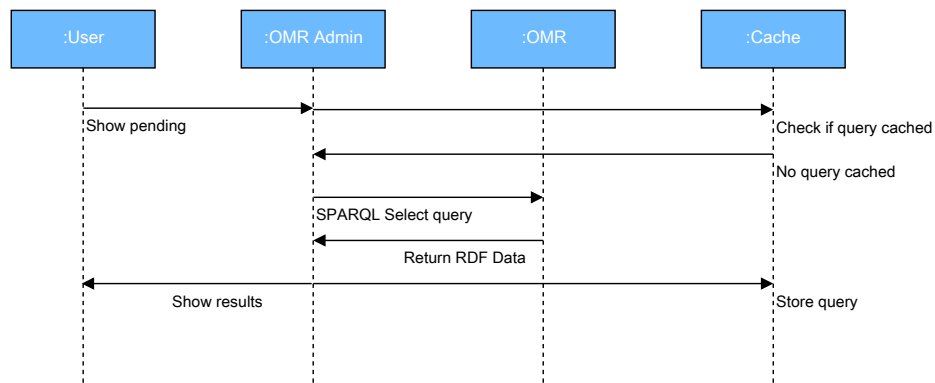 :User
:OMR Admin
:OMR
:Cache
Show pending
Check if query cached
No query cached
SPARQL Select query
Return RDF Data
Show results
Store query